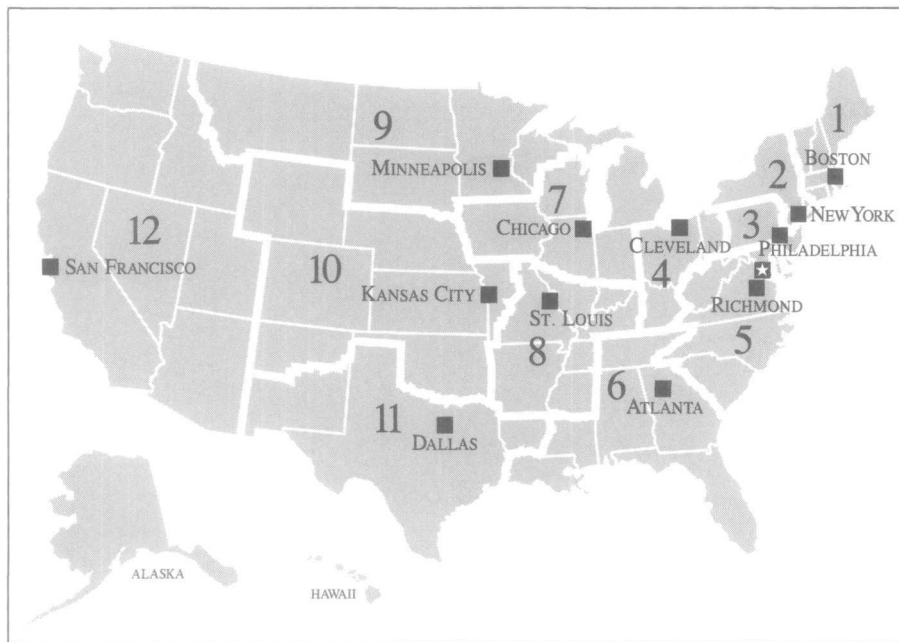 1
BOSTON
2
NEW YORK
3
PHILADELPHIA
9
MINNEAPOLIS
7
CHICAGO
CLEVELAND
4
12
SAN FRANCISCO
10
KANSAS CITY
ST. LOUIS
8
RICHMOND
5
6
ATLANTA
11
DALLAS
ALASKA
HAWAII